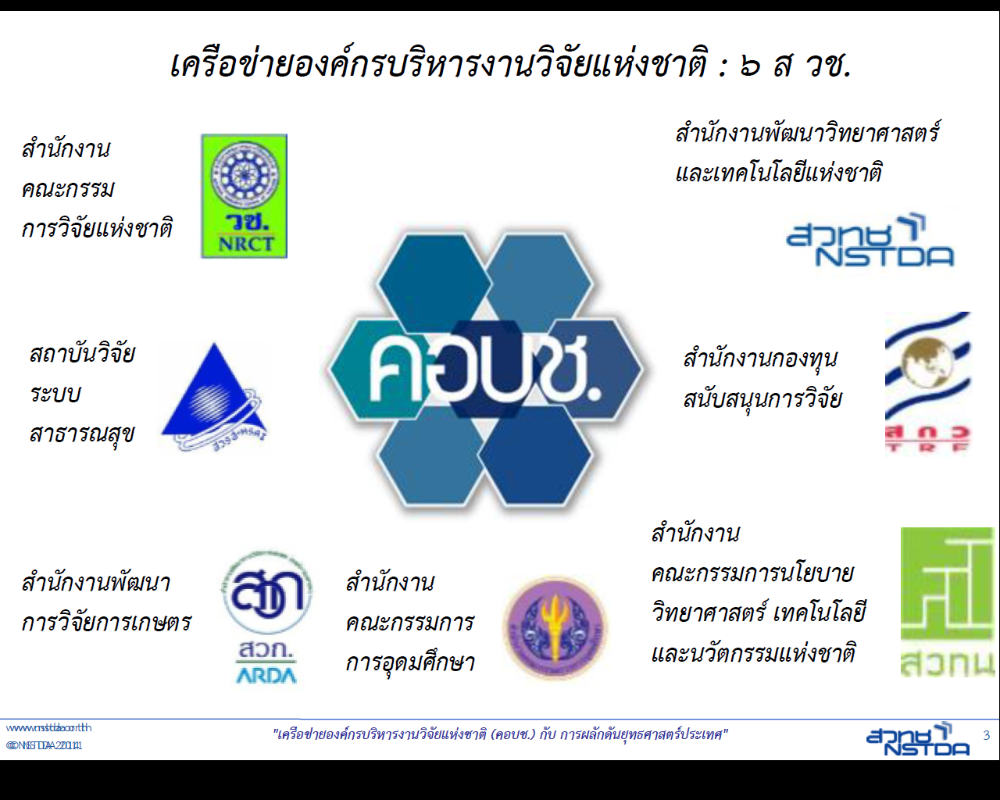 เครือข่ายองค์กรบริหารงานวิจัยแห่งชาติ : ๖ ส วช.
สำนักงาน
คณะกรรม
การวิจัยแห่งชาติ
วช.
NRCT
สำนักงานพัฒนาวิทยาศาสตร์
และเทคโนโลยีแห่งชาติ
สวทช
NSTDA
สถาบันวิจัย
ระบบ
สาธารณสุข
คอบช.
สำนักงานกองทุน
สนับสนุนการวิจัย
สกว
TRF
สำนักงานพัฒนา
การวิจัยการเกษตร
สวก.
ARDA
สำนักงาน
คณะกรรมการ
การอุดมศึกษา
สำนักงาน
คณะกรรมการนโยบาย
วิทยาศาสตร์ เทคโนโลยี
และนวัตกรรมแห่งชาติ
สวทน
"เครือข่ายองค์กรบริหารงานวิจัยแห่งชาติ (คอบช.) กับ การผลักดันยุทธศาสตร์ประเทศ"
สวทช
NSTDA
3